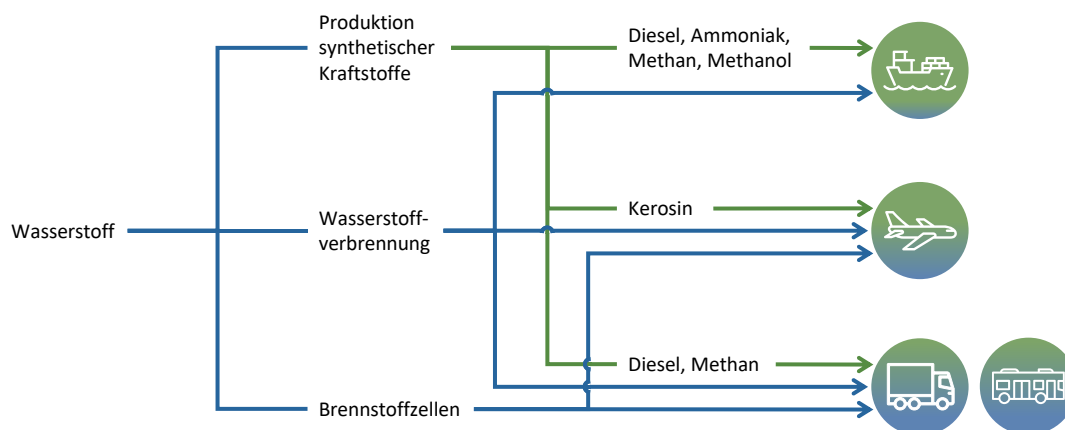 Produktion
synthetischer
Kraftstoffe
Diesel, Ammoniak,
Methan, Methanol
Wasserstoff
Wasserstoff-
verbrennung
Kerosin
Diesel, Methan
Brennstoffzellen